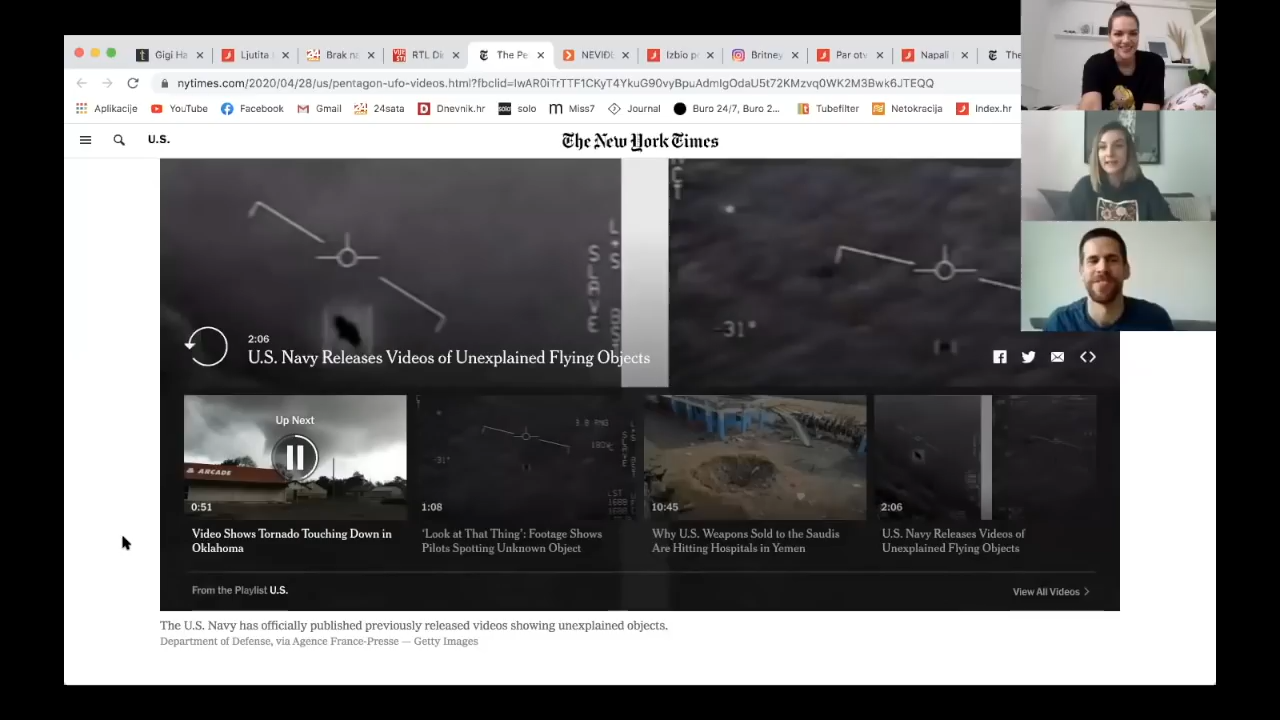 Gigi Ha
Ljutita s
Brak na
RTL Di
The Pe
NEVIĐE
Izbio p
Britney
Par otv
Napali
The
nytimes.com/2020/04/28/us/pentagon-ufo-videos.html?fbclid=IwAR0iTrTTF1CKyT4YkuG90vyBpuAdmIgOdaU5t72KMzvq0WK2M3Bwk6JTEQQ
Aplikacije
YouTube
Facebook
Gmail
24sata
Dnevnik.hr
solo
Miss7
Journal
Buro 24/7, Buro 2...
Tubefilter
Netokracija
Index.hr
U.S.
The New York Times
L+S
SLAVE
-31°
2:06
U.S. Navy Releases Videos of Unexplained Flying Objects
Up Next
ARCADE
0:51
1:08
10:45
2:06
Video Shows Tornado Touching Down in
Oklahoma
‘Look at That Thing’: Footage Shows
Pilots Spotting Unknown Object
Why U.S. Weapons Sold to the Saudis
Are Hitting Hospitals in Yemen
U.S. Navy Releases Videos of
Unexplained Flying Objects
From the Playlist U.S.
View All Videos
The U.S. Navy has officially published previously released videos showing unexplained objects.
Department of Defense, via Agence France-Presse — Getty Images